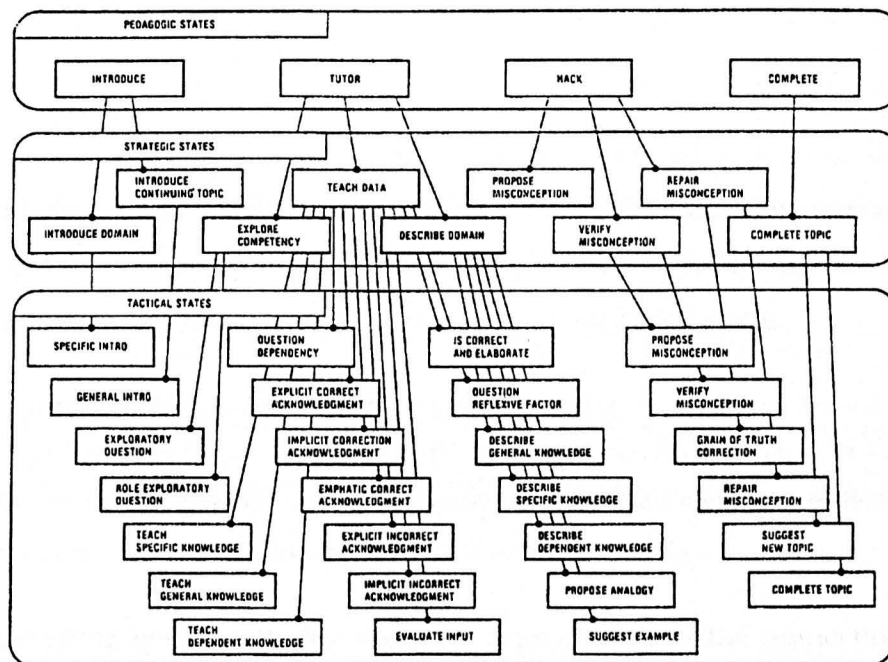 PEDAGOGIC STATES
INTRODUCE
TUTOR
HACK
COMPLETE
STRATEGIC STATES
INTRODUCE
CONTINUING TOPIC
TEACH DATA
PROPOSE
MISCONCEPTION
REPAIR
MISCONCEPTION
INTRODUCE DOMAIN
EXPLORE
COMPETENCY
DESCRIBE DOMAIN
VERIFY
MISCONCEPTION
COMPLETE TOPIC
TACTICAL STATES
SPECIFIC INTRO
QUESTION
DEPENDENCY
IS CORRECT
AND ELABORATE
PROPOSE
MISCONCEPTION
GENERAL INTRO
EXPLICIT CORRECT
ACKNOWLEDGMENT
QUESTION
REFLEXIVE FACTOR
VERIFY
MISCONCEPTION
EXPLORATORY
QUESTION
IMPLICIT CORRECTION
ACKNOWLEDGMENT
DESCRIBE
GENERAL KNOWLEDGE
GRAIN OF TRUTH
CORRECTION
ROLE EXPLORATORY
QUESTION
EMPHATIC CORRECT
ACKNOWLEDGMENT
DESCRIBE
SPECIFIC KNOWLEDGE
REPAIR
MISCONCEPTION
TEACH
SPECIFIC KNOWLEDGE
EXPLICIT INCORRECT
ACKNOWLEDGMENT
DESCRIBE
DEPENDENT KNOWLEDGE
SUGGEST
NEW TOPIC
TEACH
GENERAL KNOWLEDGE
IMPLICIT INCORRECT
ACKNOWLEDGMENT
PROPOSE ANALOGY
COMPLETE TOPIC
TEACH
DEPENDENT KNOWLEDGE
EVALUATE INPUT
SUGGEST EXAMPLE